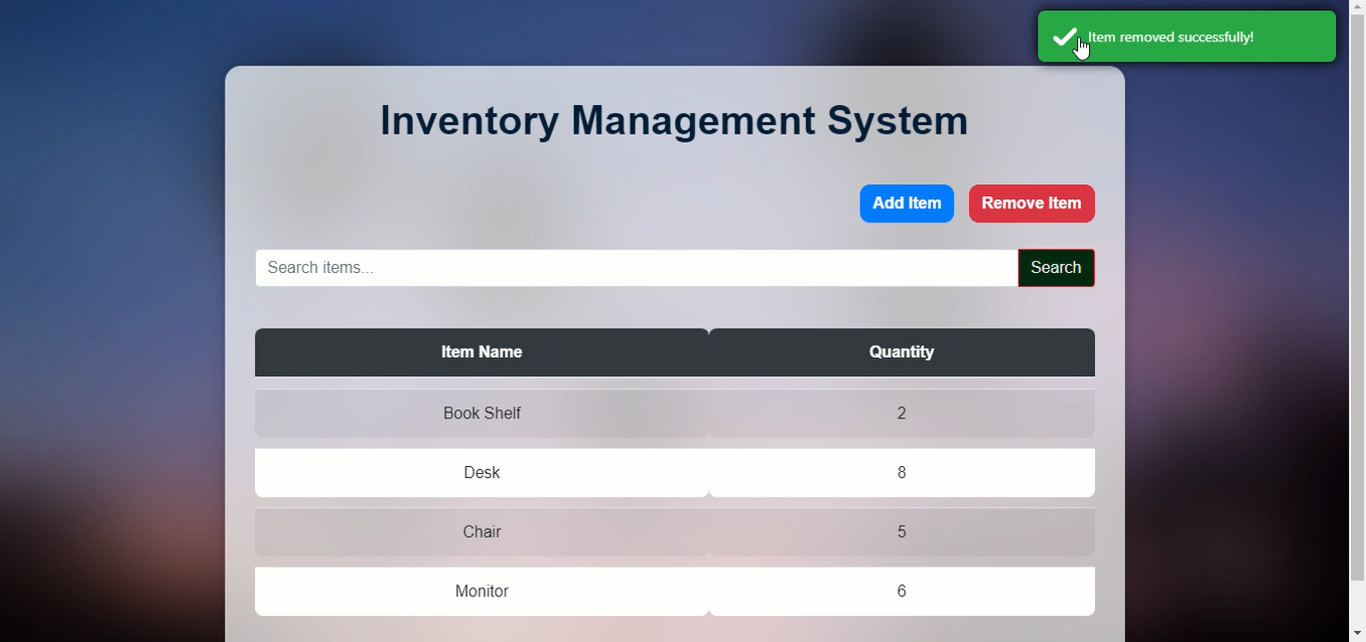 Item removed successfully!
Inventory Management System
Add Item Remove Item
Search items... Search
Item Name Quantity
Book Shelf 2
Desk 8
Chair 5
Monitor 6